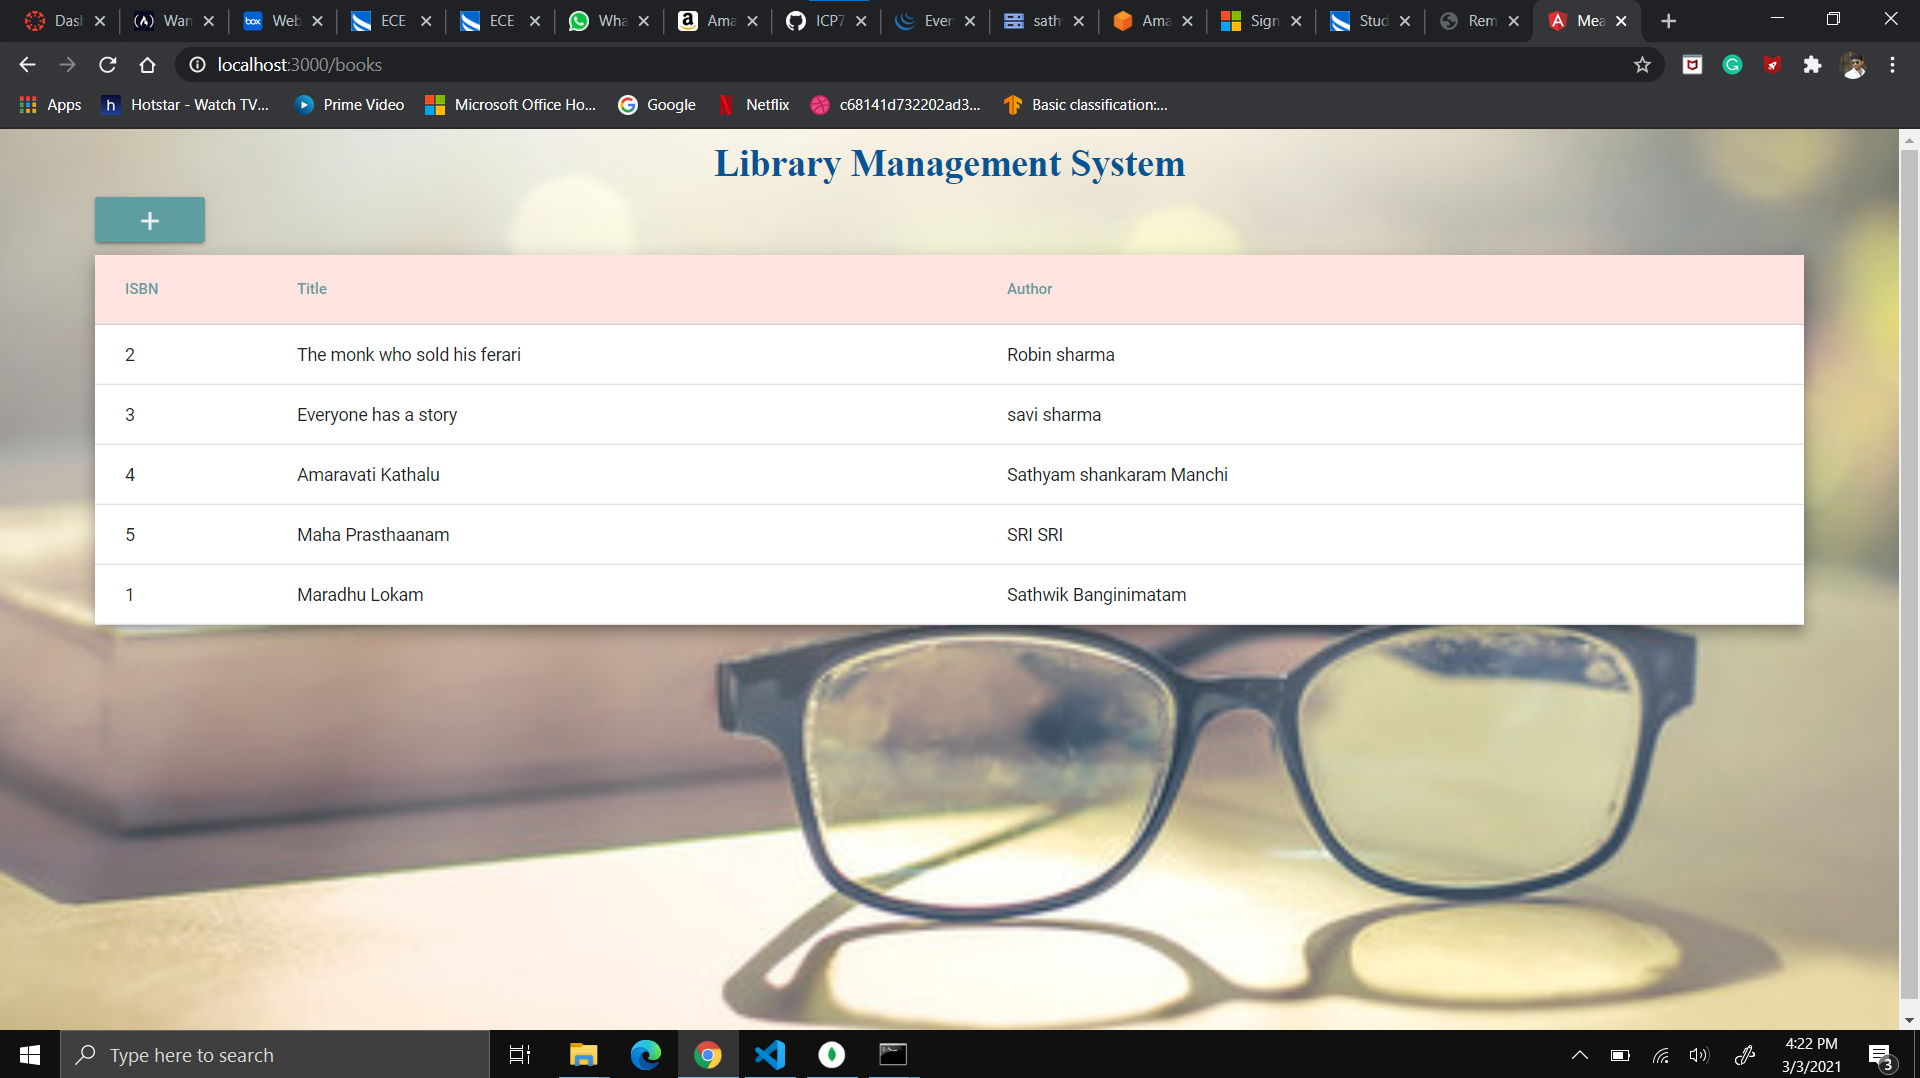 Dash
Wan
box Web
ECE
ECE
Wha
Ama
ICP7
Even
sath
Ama
Sign
Stud
Rem
Mea
localhost:3000/books
Apps
Hotstar - Watch TV...
Prime Video
Microsoft Office Ho...
Google
Netflix
c68141d732202ad3...
Basic classification:...
Library Management System
+
ISBN Title Author
2 The monk who sold his ferari Robin sharma
3 Everyone has a story savi sharma
4 Amaravati Kathalu Sathyam shankaram Manchi
5 Maha Prasthaanam SRI SRI
1 Maradhu Lokam Sathwik Banginimatam
Type here to search
4:22 PM
3/3/2021
3